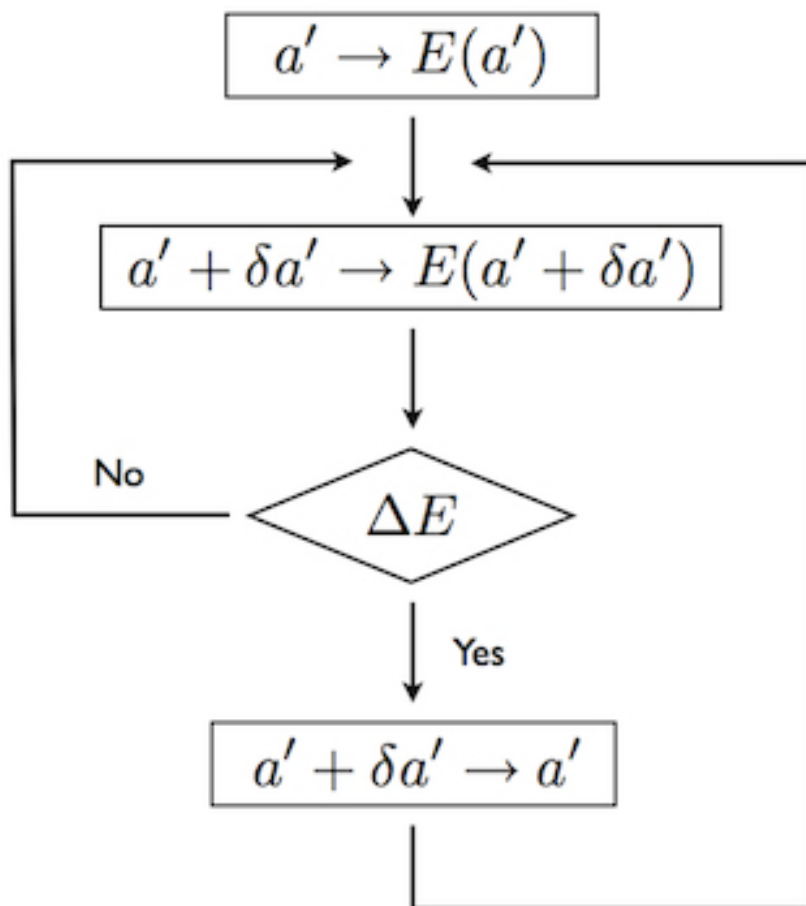 a′ → E(a′)
a′ + δa′ → E(a′ + δa′)
No
ΔE
Yes
a′ + δa′ → a′